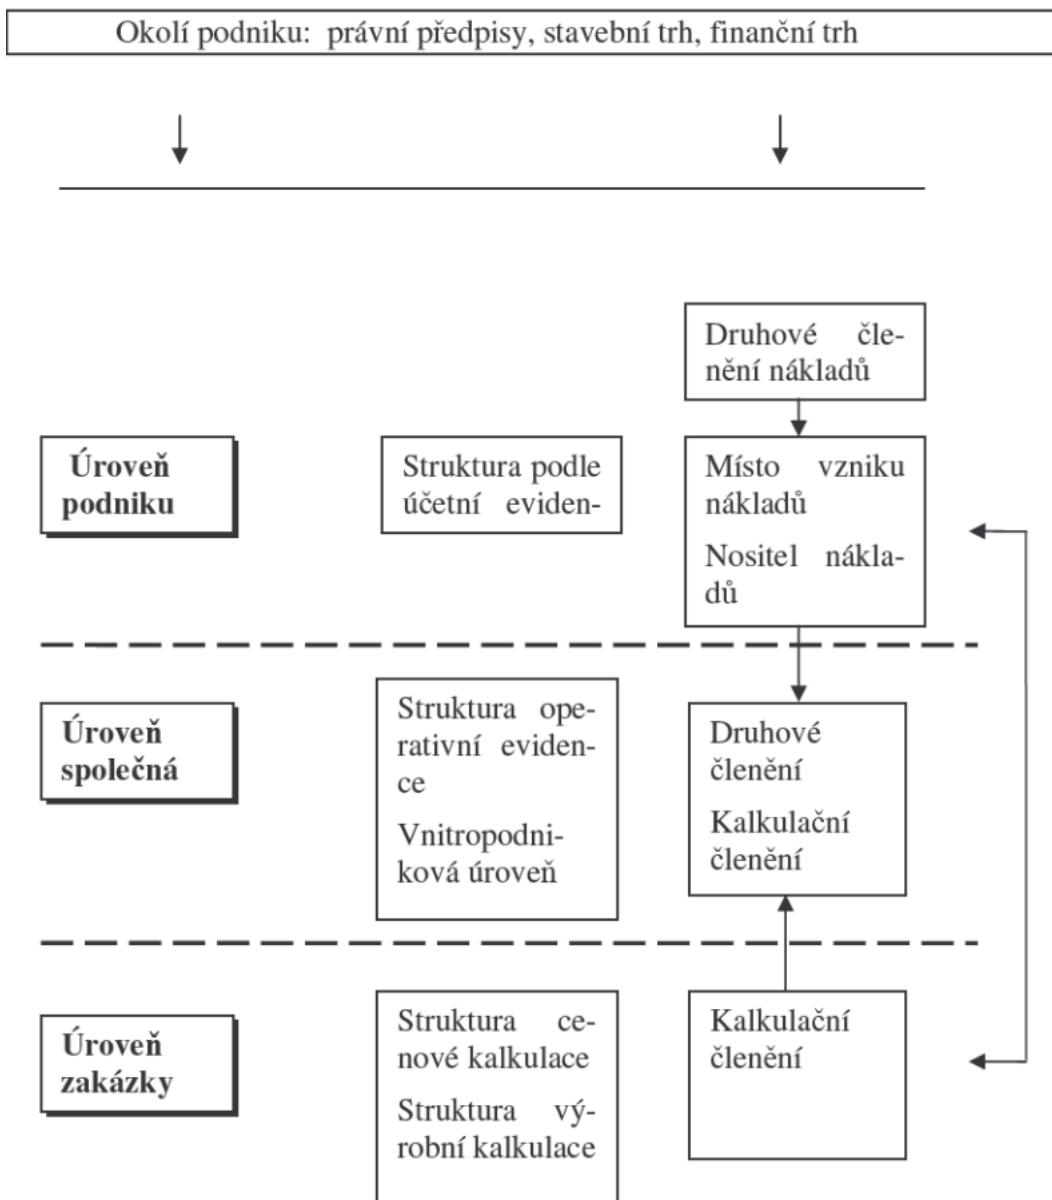 Okolí podniku: právní předpisy, stavební trh, finanční trh
Druhové čle-
nění nákladů
Úroveň
podniku
Struktura podle
účetní eviden-
Místo vzniku
nákladů
Nositel nákla-
dů
Úroveň
společná
Struktura ope-
rativní eviden-
ce
Vnitropodni-
ková úroveň
Druhové
členění
Kalkulační
členění
Úroveň
zakázky
Struktura ce-
nové kalkulace
Struktura vý-
robní kalkulace
Kalkulační
členění